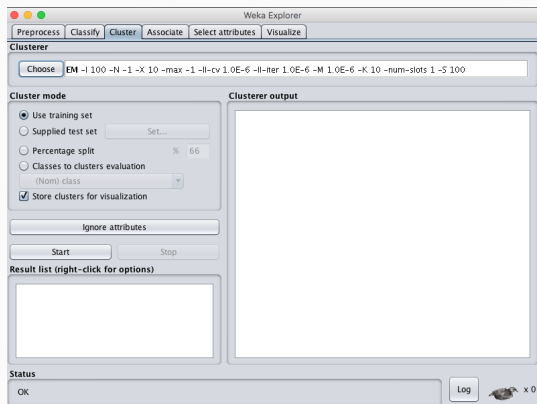 Weka Explorer
Preprocess Classify Cluster Associate Select attributes Visualize
Clusterer
Choose EM -I 100 -N -1 -X 10 -max -1 -ll-cv 1.0E-6 -ll-iter 1.0E-6 -M 1.0E-6 -K 10 -num-slots 1 -S 100
Cluster mode
Use training set
Supplied test set Set...
Percentage split % 66
Classes to clusters evaluation
(Nom) class
Store clusters for visualization
Ignore attributes
Start Stop
Result list (right-click for options)
Clusterer output
Status
OK
Log x 0